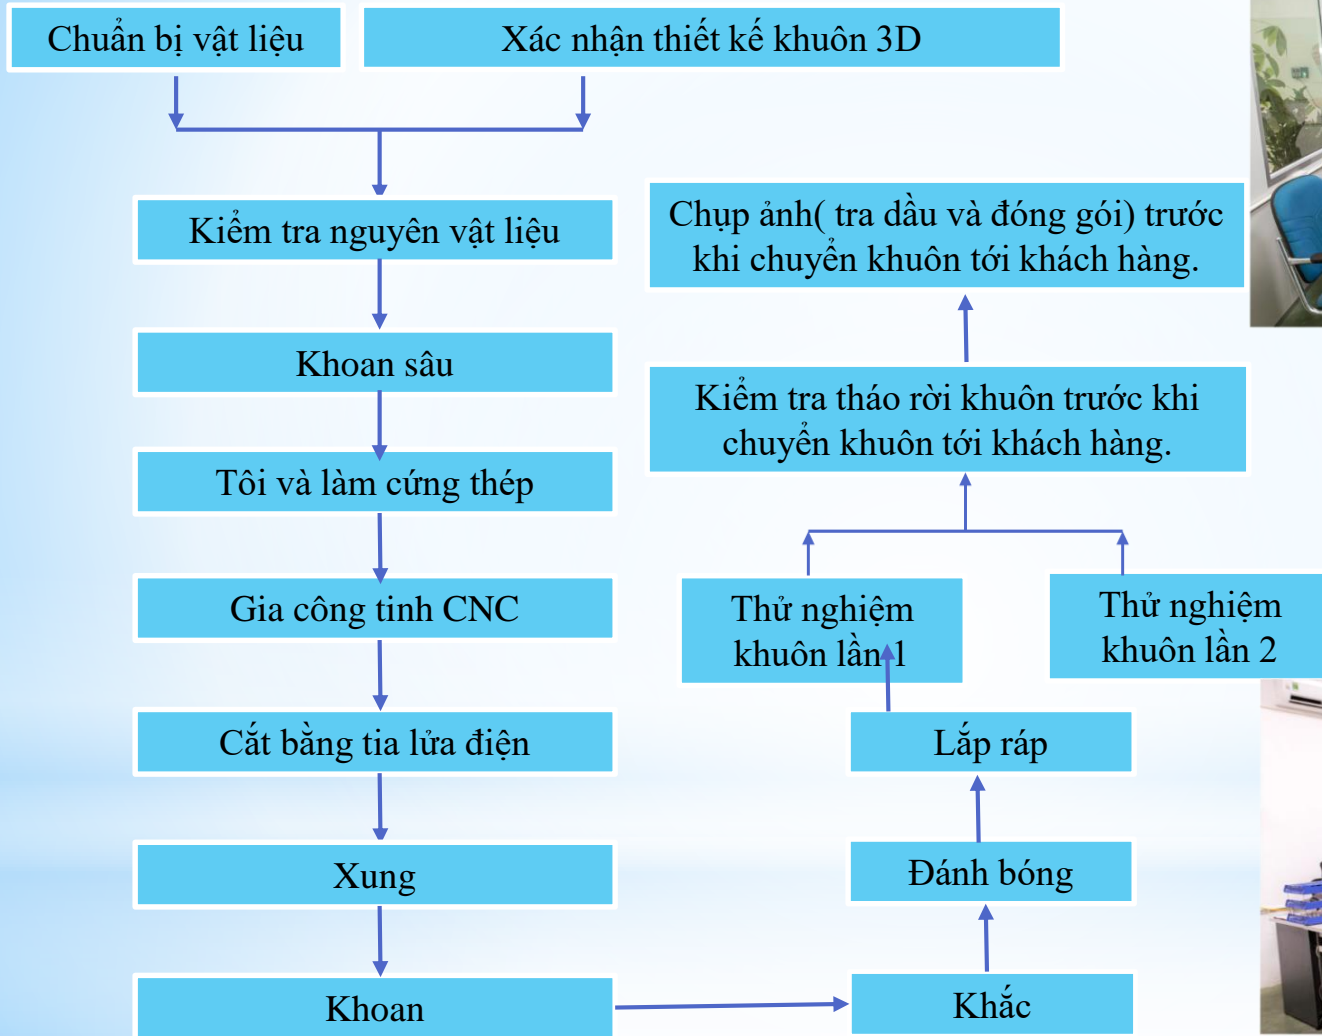 Chuẩn bị vật liệu
Xác nhận thiết kế khuôn 3D
Kiểm tra nguyên vật liệu
Khoan sâu
Tôi và làm cứng thép
Gia công tinh CNC
Cắt bằng tia lửa điện
Xung
Khoan
Khắc
Đánh bóng
Lắp ráp
Thử nghiệm
khuôn lần 1
Thử nghiệm
khuôn lần 2
Kiểm tra tháo rời khuôn trước khi
chuyển khuôn tới khách hàng.
Chụp ảnh( tra dầu và đóng gói) trước
khi chuyển khuôn tới khách hàng.